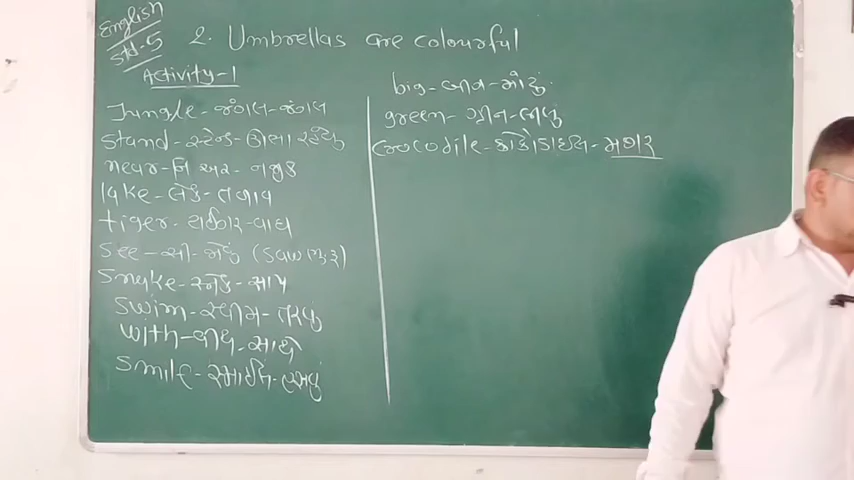 English
Std-5
2. Umbrellas are colourful
Activity-1
Jungle - જંગલ - જંગલ
Stand - સ્ટેન્ડ - ઊભા રહેવું
near - નિઅર - નજીક
lake - લેક - તળાવ
tiger - ટાઈગર - વાઘ
See - સી - જોવું (saw ભૂ.કૃ)
Snake - સ્નેક - સાપ
Swim - સ્વીમ - તરવું
with - વીથ - સાથે
Smile - સ્માઈલ - હસવું
big - બીગ - મોટું
green - ગ્રીન - લીલું
Crocodile - ક્રોકોડાઈલ - મગર